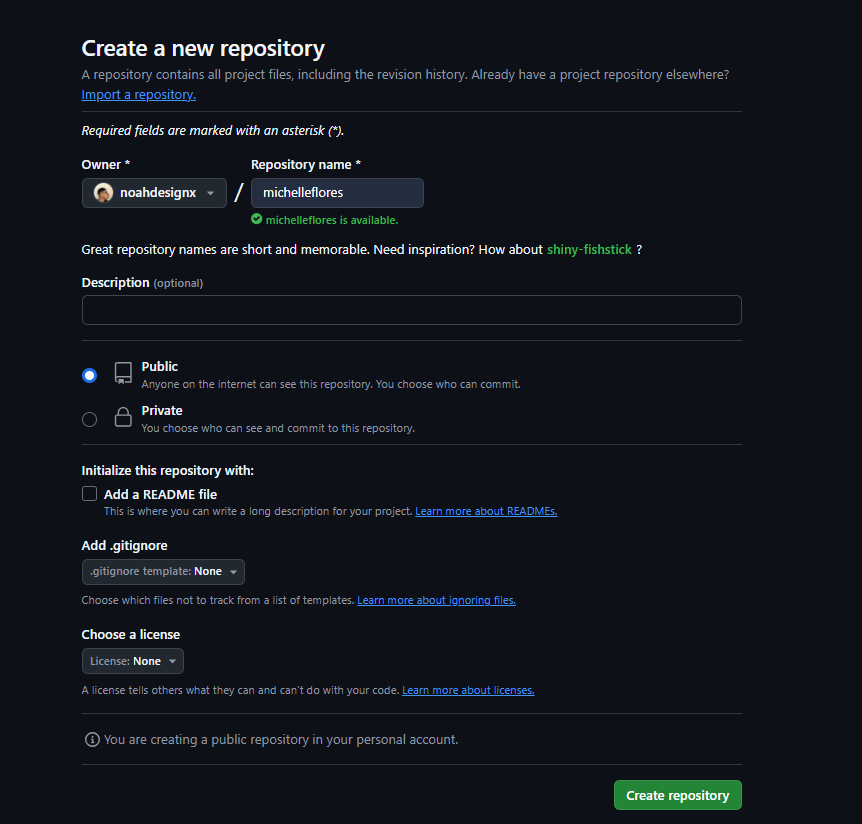 Create a new repository
A repository contains all project files, including the revision history. Already have a project repository elsewhere?
Import a repository.
Required fields are marked with an asterisk (*).
Owner * Repository name *
noahdesignx / michelleflores
michelleflores is available.
Great repository names are short and memorable. Need inspiration? How about shiny-fishstick ?
Description (optional)
Public
Anyone on the internet can see this repository. You choose who can commit.
Private
You choose who can see and commit to this repository.
Initialize this repository with:
Add a README file
This is where you can write a long description for your project. Learn more about READMEs.
Add .gitignore
.gitignore template: None
Choose which files not to track from a list of templates. Learn more about ignoring files.
Choose a license
License: None
A license tells others what they can and can't do with your code. Learn more about licenses.
You are creating a public repository in your personal account.
Create repository